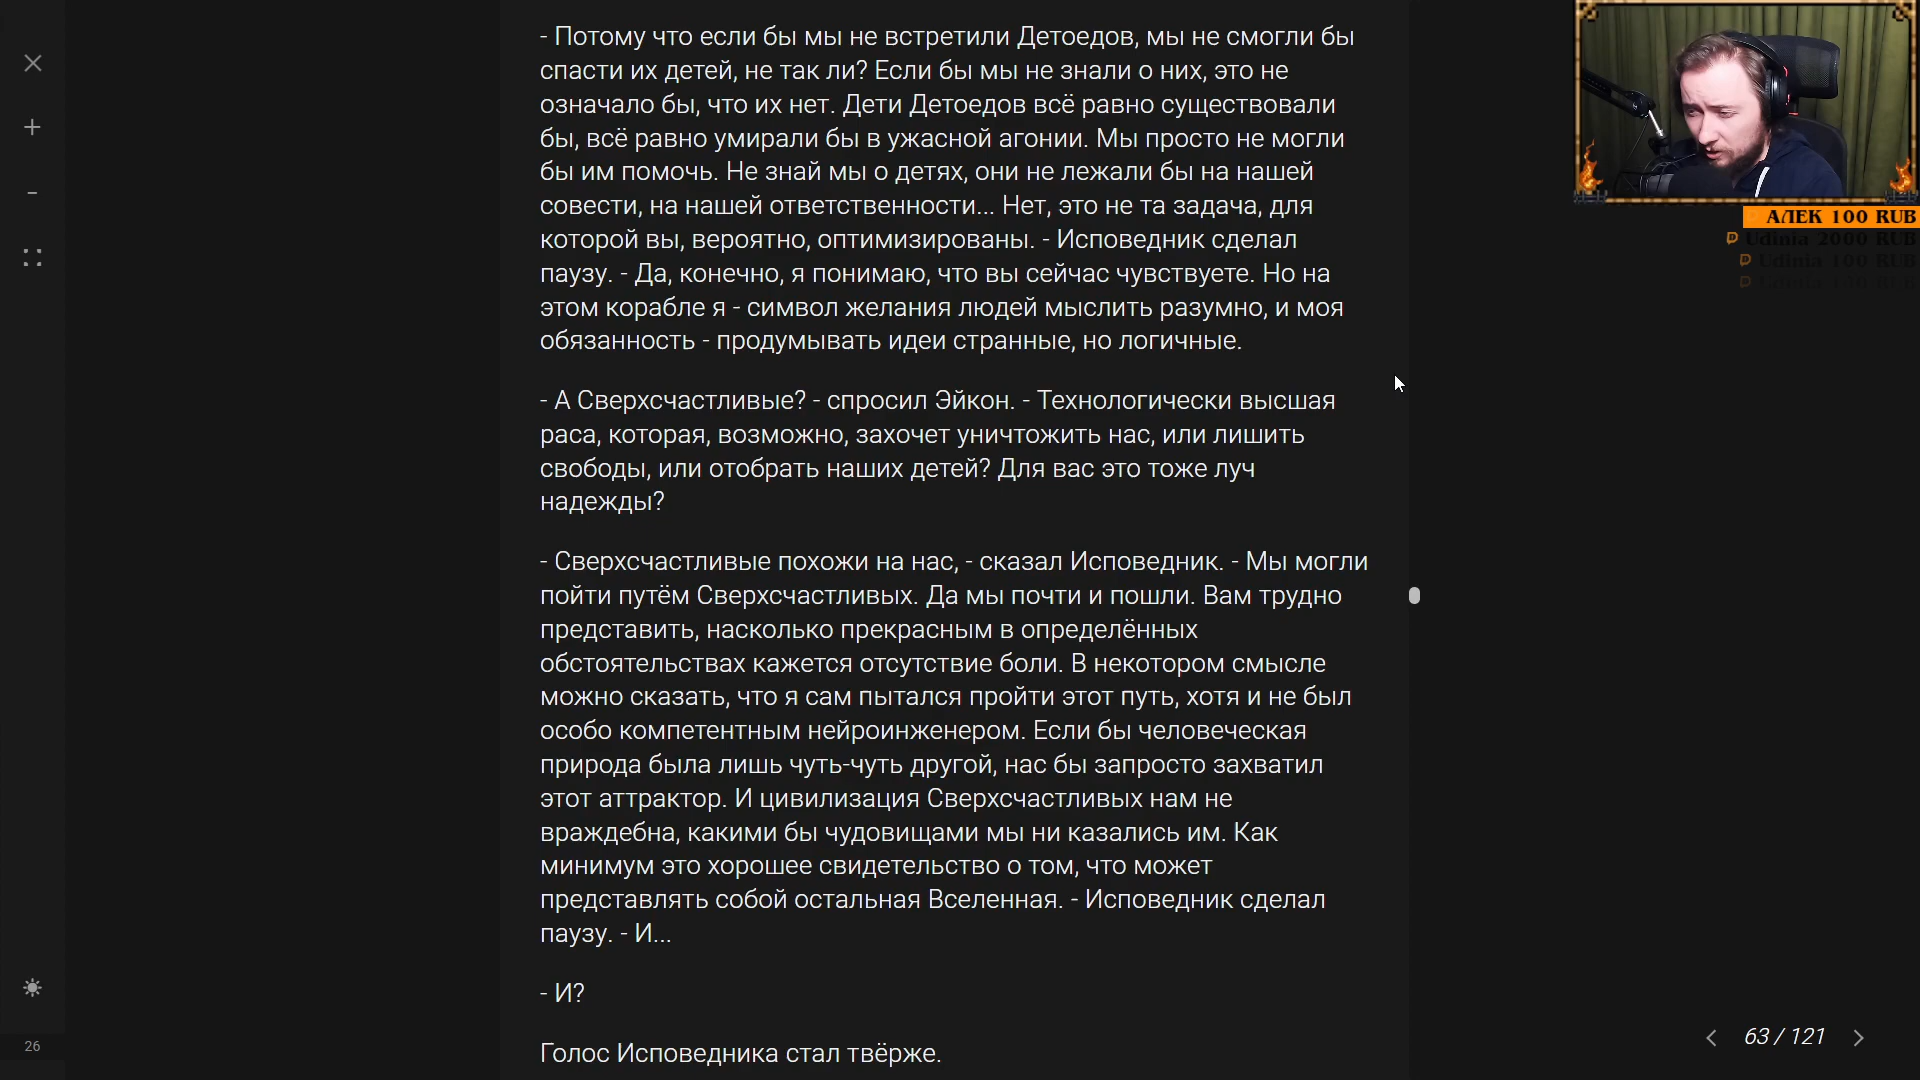 - Потому что если бы мы не встретили Детоедов, мы не смогли бы
спасти их детей, не так ли? Если бы мы не знали о них, это не
означало бы, что их нет. Дети Детоедов всё равно существовали
бы, всё равно умирали бы в ужасной агонии. Мы просто не могли
бы им помочь. Не знай мы о детях, они не лежали бы на нашей
совести, на нашей ответственности... Нет, это не та задача, для
которой вы, вероятно, оптимизированы. - Исповедник сделал
паузу. - Да, конечно, я понимаю, что вы сейчас чувствуете. Но на
этом корабле я - символ желания людей мыслить разумно, и моя
обязанность - продумывать идеи странные, но логичные.
- А Сверхсчастливые? - спросил Эйкон. - Технологически высшая
раса, которая, возможно, захочет уничтожить нас, или лишить
свободы, или отобрать наших детей? Для вас это тоже луч
надежды?
- Сверхсчастливые похожи на нас, - сказал Исповедник. - Мы могли
пойти путём Сверхсчастливых. Да мы почти и пошли. Вам трудно
представить, насколько прекрасным в определённых
обстоятельствах кажется отсутствие боли. В некотором смысле
можно сказать, что я сам пытался пройти этот путь, хотя и не был
особо компетентным нейроинженером. Если бы человеческая
природа была лишь чуть-чуть другой, нас бы запросто захватил
этот аттрактор. И цивилизация Сверхсчастливых нам не
враждебна, какими бы чудовищами мы ни казались им. Как
минимум это хорошее свидетельство о том, что может
представлять собой остальная Вселенная. - Исповедник сделал
паузу. - И...
- И?
Голос Исповедника стал твёрже.
АЛЕК 100 RUB
Udinia 2000 RUB
Udinia 100 RUB
Udinia 100 RUB
26
63 / 121